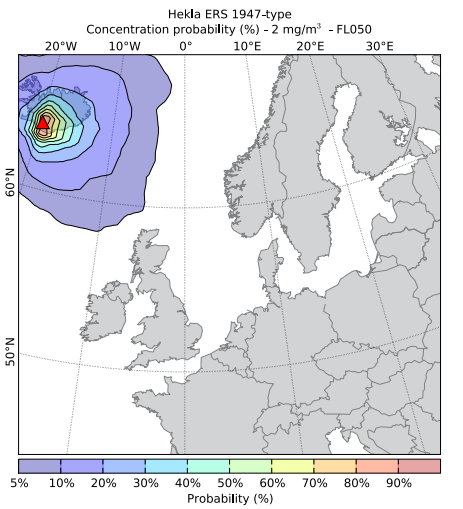 Hekla ERS 1947-type
Concentration probability (%) - 2 mg/m³ - FL050
20°W 10°W 0° 10°E 20°E 30°E
60°N
50°N
5% 10% 20% 30% 40% 50% 60% 70% 80% 90%
Probability (%)